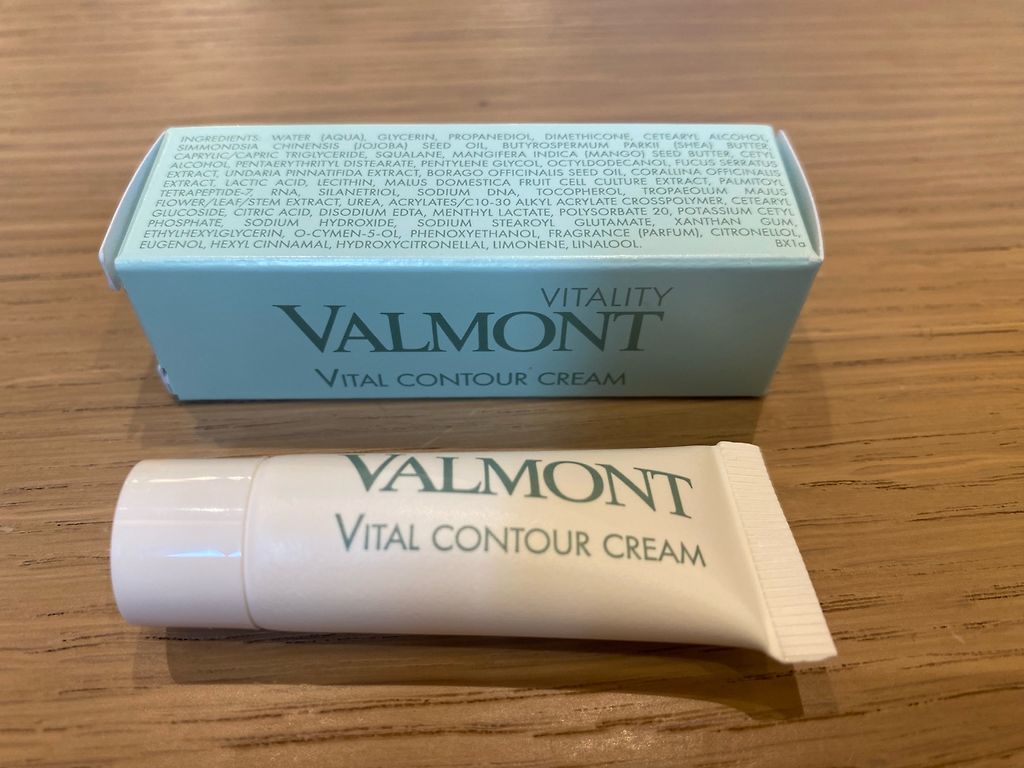 INGREDIENTS: WATER (AQUA), GLYCERIN, PROPANEDIOL, DIMETHICONE, CETEARYL ALCOHOL,
SIMMONDSIA CHINENSIS (JOJOBA) SEED OIL, BUTYROSPERMUM PARKII (SHEA) BUTTER,
CAPRYLIC/CAPRIC TRIGLYCERIDE, SQUALANE, MANGIFERA INDICA (MANGO) SEED BUTTER, CETYL
ALCOHOL, PENTAERYTHRITYL DISTEARATE, PENTYLENE GLYCOL, OCTYLDODECANOL, FUCUS SERRATUS
EXTRACT, UNDARIA PINNATIFIDA EXTRACT, BORAGO OFFICINALIS SEED OIL, CORALLINA OFFICINALIS
EXTRACT, LACTIC ACID, LECITHIN, MALUS DOMESTICA FRUIT CELL CULTURE EXTRACT, PALMITOYL
TETRAPEPTIDE-7, RNA, SILANETRIOL, SODIUM DNA, TOCOPHEROL, TROPAEOLUM MAJUS
FLOWER/LEAF/STEM EXTRACT, UREA, ACRYLATES/C10-30 ALKYL ACRYLATE CROSSPOLYMER, CETEARYL
GLUCOSIDE, CITRIC ACID, DISODIUM EDTA, MENTHYL LACTATE, POLYSORBATE 20, POTASSIUM CETYL
PHOSPHATE, SODIUM HYDROXIDE, SODIUM STEAROYL GLUTAMATE, XANTHAN GUM,
ETHYLHEXYLGLYCERIN, O-CYMEN-5-OL, PHENOXYETHANOL, FRAGRANCE (PARFUM), CITRONELLOL,
EUGENOL, HEXYL CINNAMAL, HYDROXYCITRONELLAL, LIMONENE, LINALOOL. BX1a
VITALITY
VALMONT
VITAL CONTOUR CREAM
VALMONT
VITAL CONTOUR CREAM